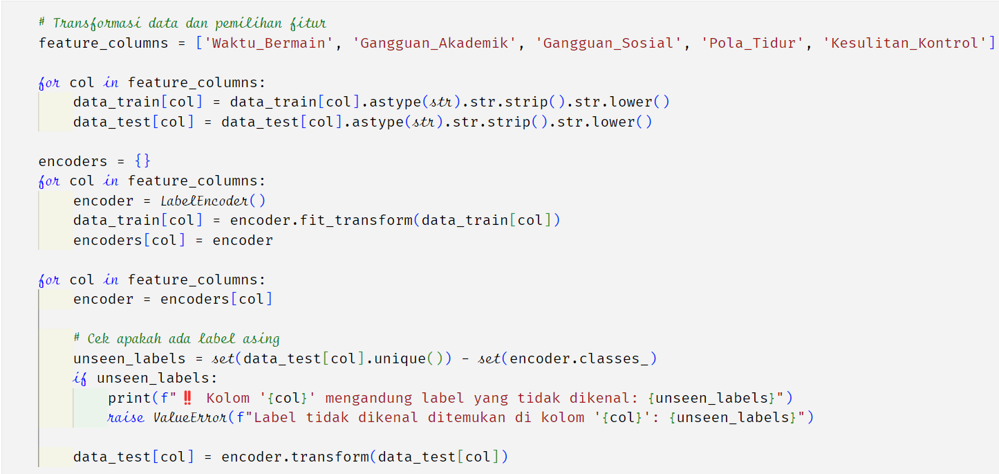 # Transformasi data dan pemilihan fitur
feature_columns = ['Waktu_Bermain', 'Gangguan_Akademik', 'Gangguan_Sosial', 'Pola_Tidur', 'Kesulitan_Kontrol']

for col in feature_columns:
    data_train[col] = data_train[col].astype(str).str.strip().str.lower()
    data_test[col] = data_test[col].astype(str).str.strip().str.lower()

encoders = {}
for col in feature_columns:
    encoder = LabelEncoder()
    data_train[col] = encoder.fit_transform(data_train[col])
    encoders[col] = encoder

for col in feature_columns:
    encoder = encoders[col]

    # Cek apakah ada label asing
    unseen_labels = set(data_test[col].unique()) - set(encoder.classes_)
    if unseen_labels:
        print(f"‼️ Kolom '{col}' mengandung label yang tidak dikenal: {unseen_labels}")
        raise ValueError(f"Label tidak dikenal ditemukan di kolom '{col}': {unseen_labels}")

    data_test[col] = encoder.transform(data_test[col])